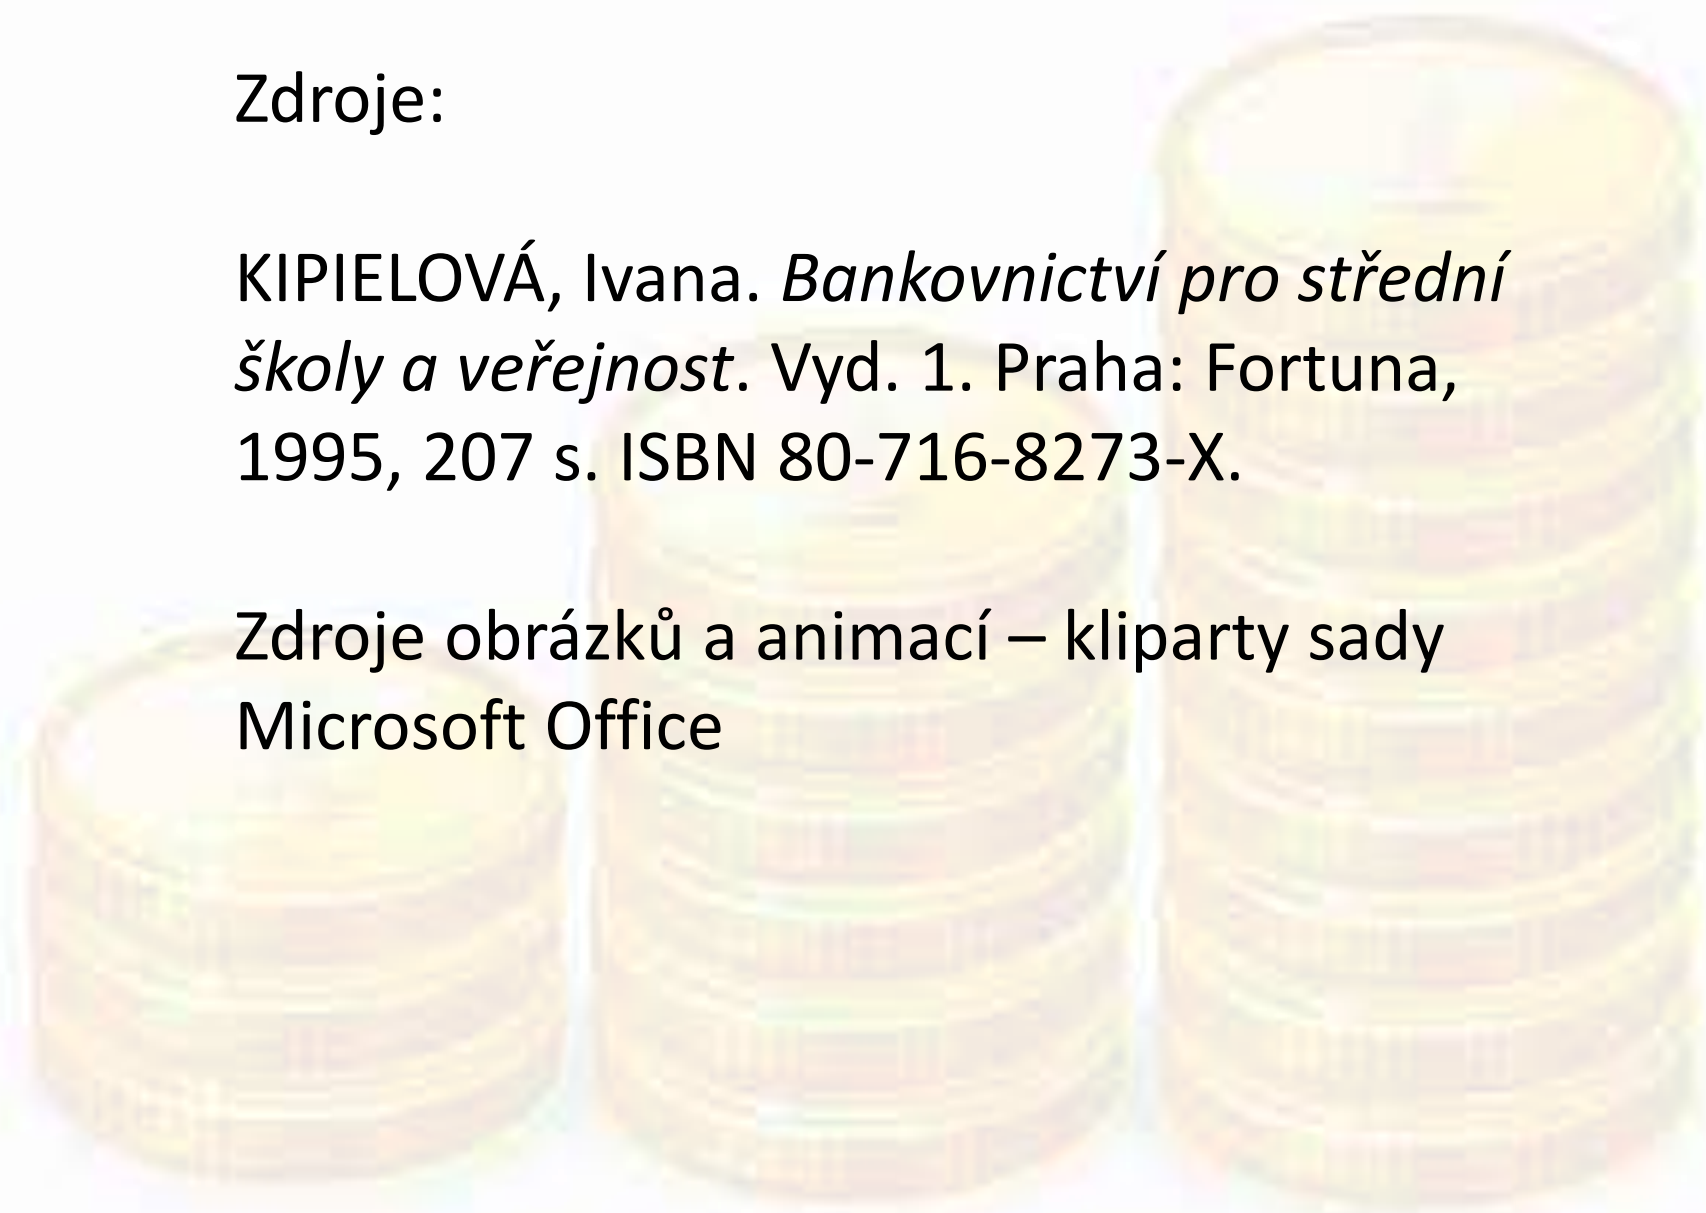 Zdroje:
KIPIELOVÁ, Ivana. Bankovnictví pro střední
školy a veřejnost. Vyd. 1. Praha: Fortuna,
1995, 207 s. ISBN 80-716-8273-X.
Zdroje obrázků a animací – kliparty sady
Microsoft Office